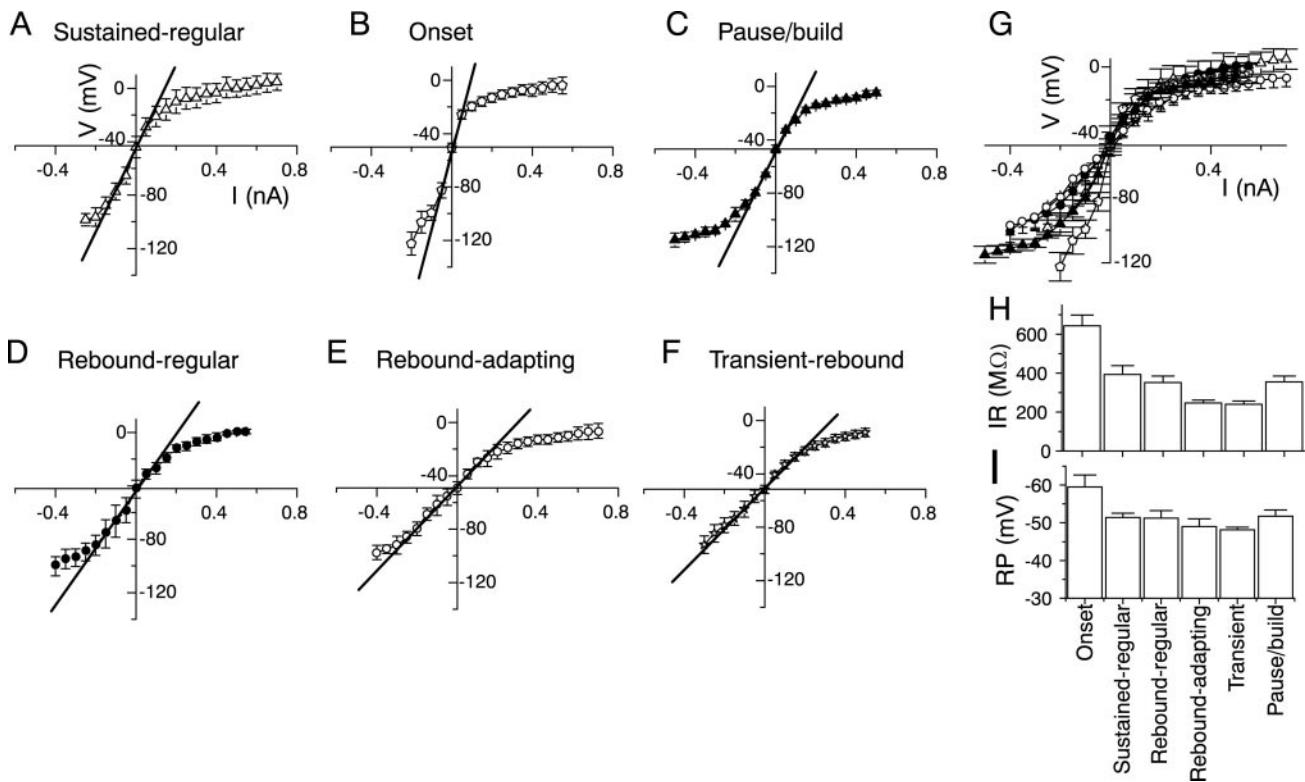 A Sustained-regular
V (mV)
0
-40
-0.4
0.4
0.8
I (nA)
-80
-120
B Onset
0
-40
-0.4
0.4
0.8
-80
-120
C Pause/build
0
-40
-0.4
0.4
0.8
-80
-120
G
V (mV)
0
-40
-0.4
0.4
I (nA)
-80
-120
D Rebound-regular
0
-40
-0.4
0.4
0.8
-80
-120
E Rebound-adapting
0
-40
-0.4
0.4
0.8
-80
-120
F Transient-rebound
0
-40
-0.4
0.4
0.8
-80
-120
H
IR (MΩ)
600
400
200
0
I
RP (mV)
-60
-50
-40
-30
Onset
Sustained-regular
Rebound-regular
Rebound-adapting
Transient
Pause/build